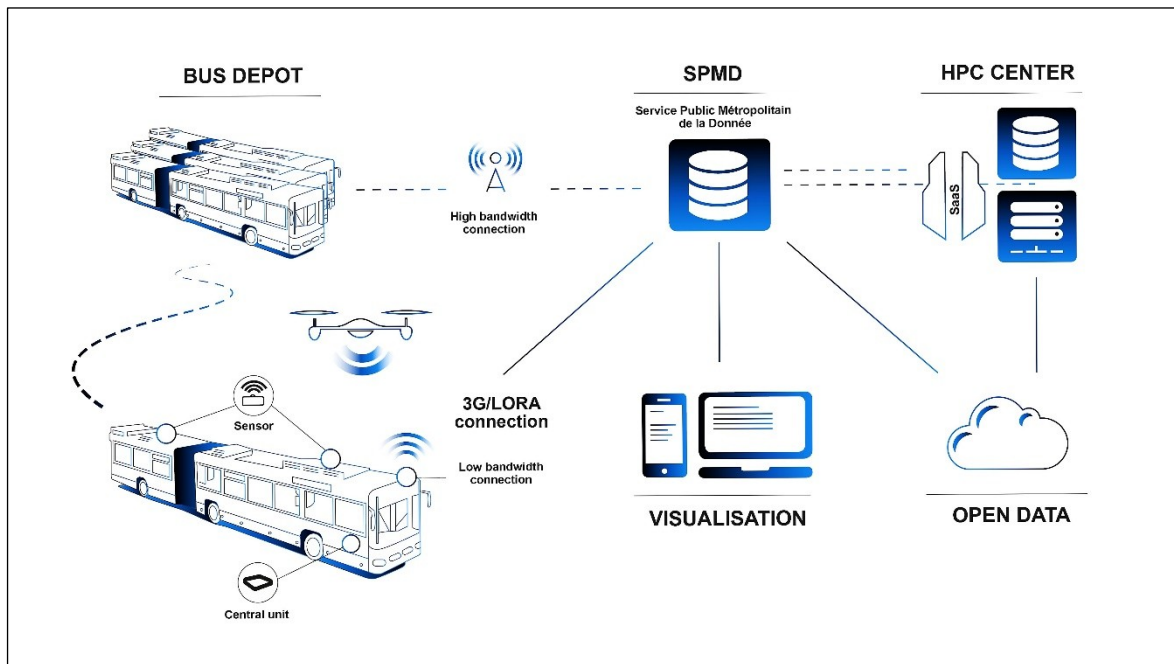 BUS DEPOT
SPMD
HPC CENTER
Service Public Métropolitain
de la Donnée
SaaS
High bandwidth
connection
Sensor
3G/LORA
connection
Low bandwidth
connection
VISUALISATION
OPEN DATA
Central unit